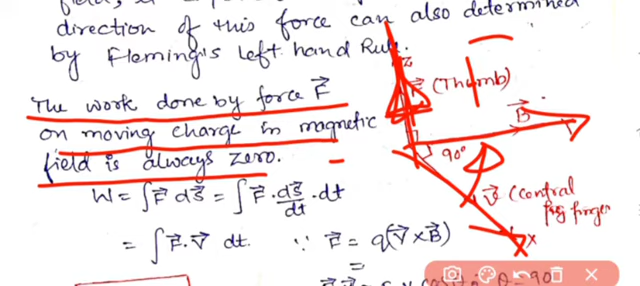 direction of this force can also determined
by Fleming's left hand Rule.
The work done by force F⃗
on moving charge in magnetic
field is always zero.
W = ∫ F⃗ dS⃗ = ∫ F⃗ · dS⃗/dt · dt
= ∫ F⃗ · V⃗ dt. ∵ F⃗ = q(V⃗ × B⃗)
=
Z
F⃗ (Thumb)
B⃗
90°
V⃗ (Central
finger
X